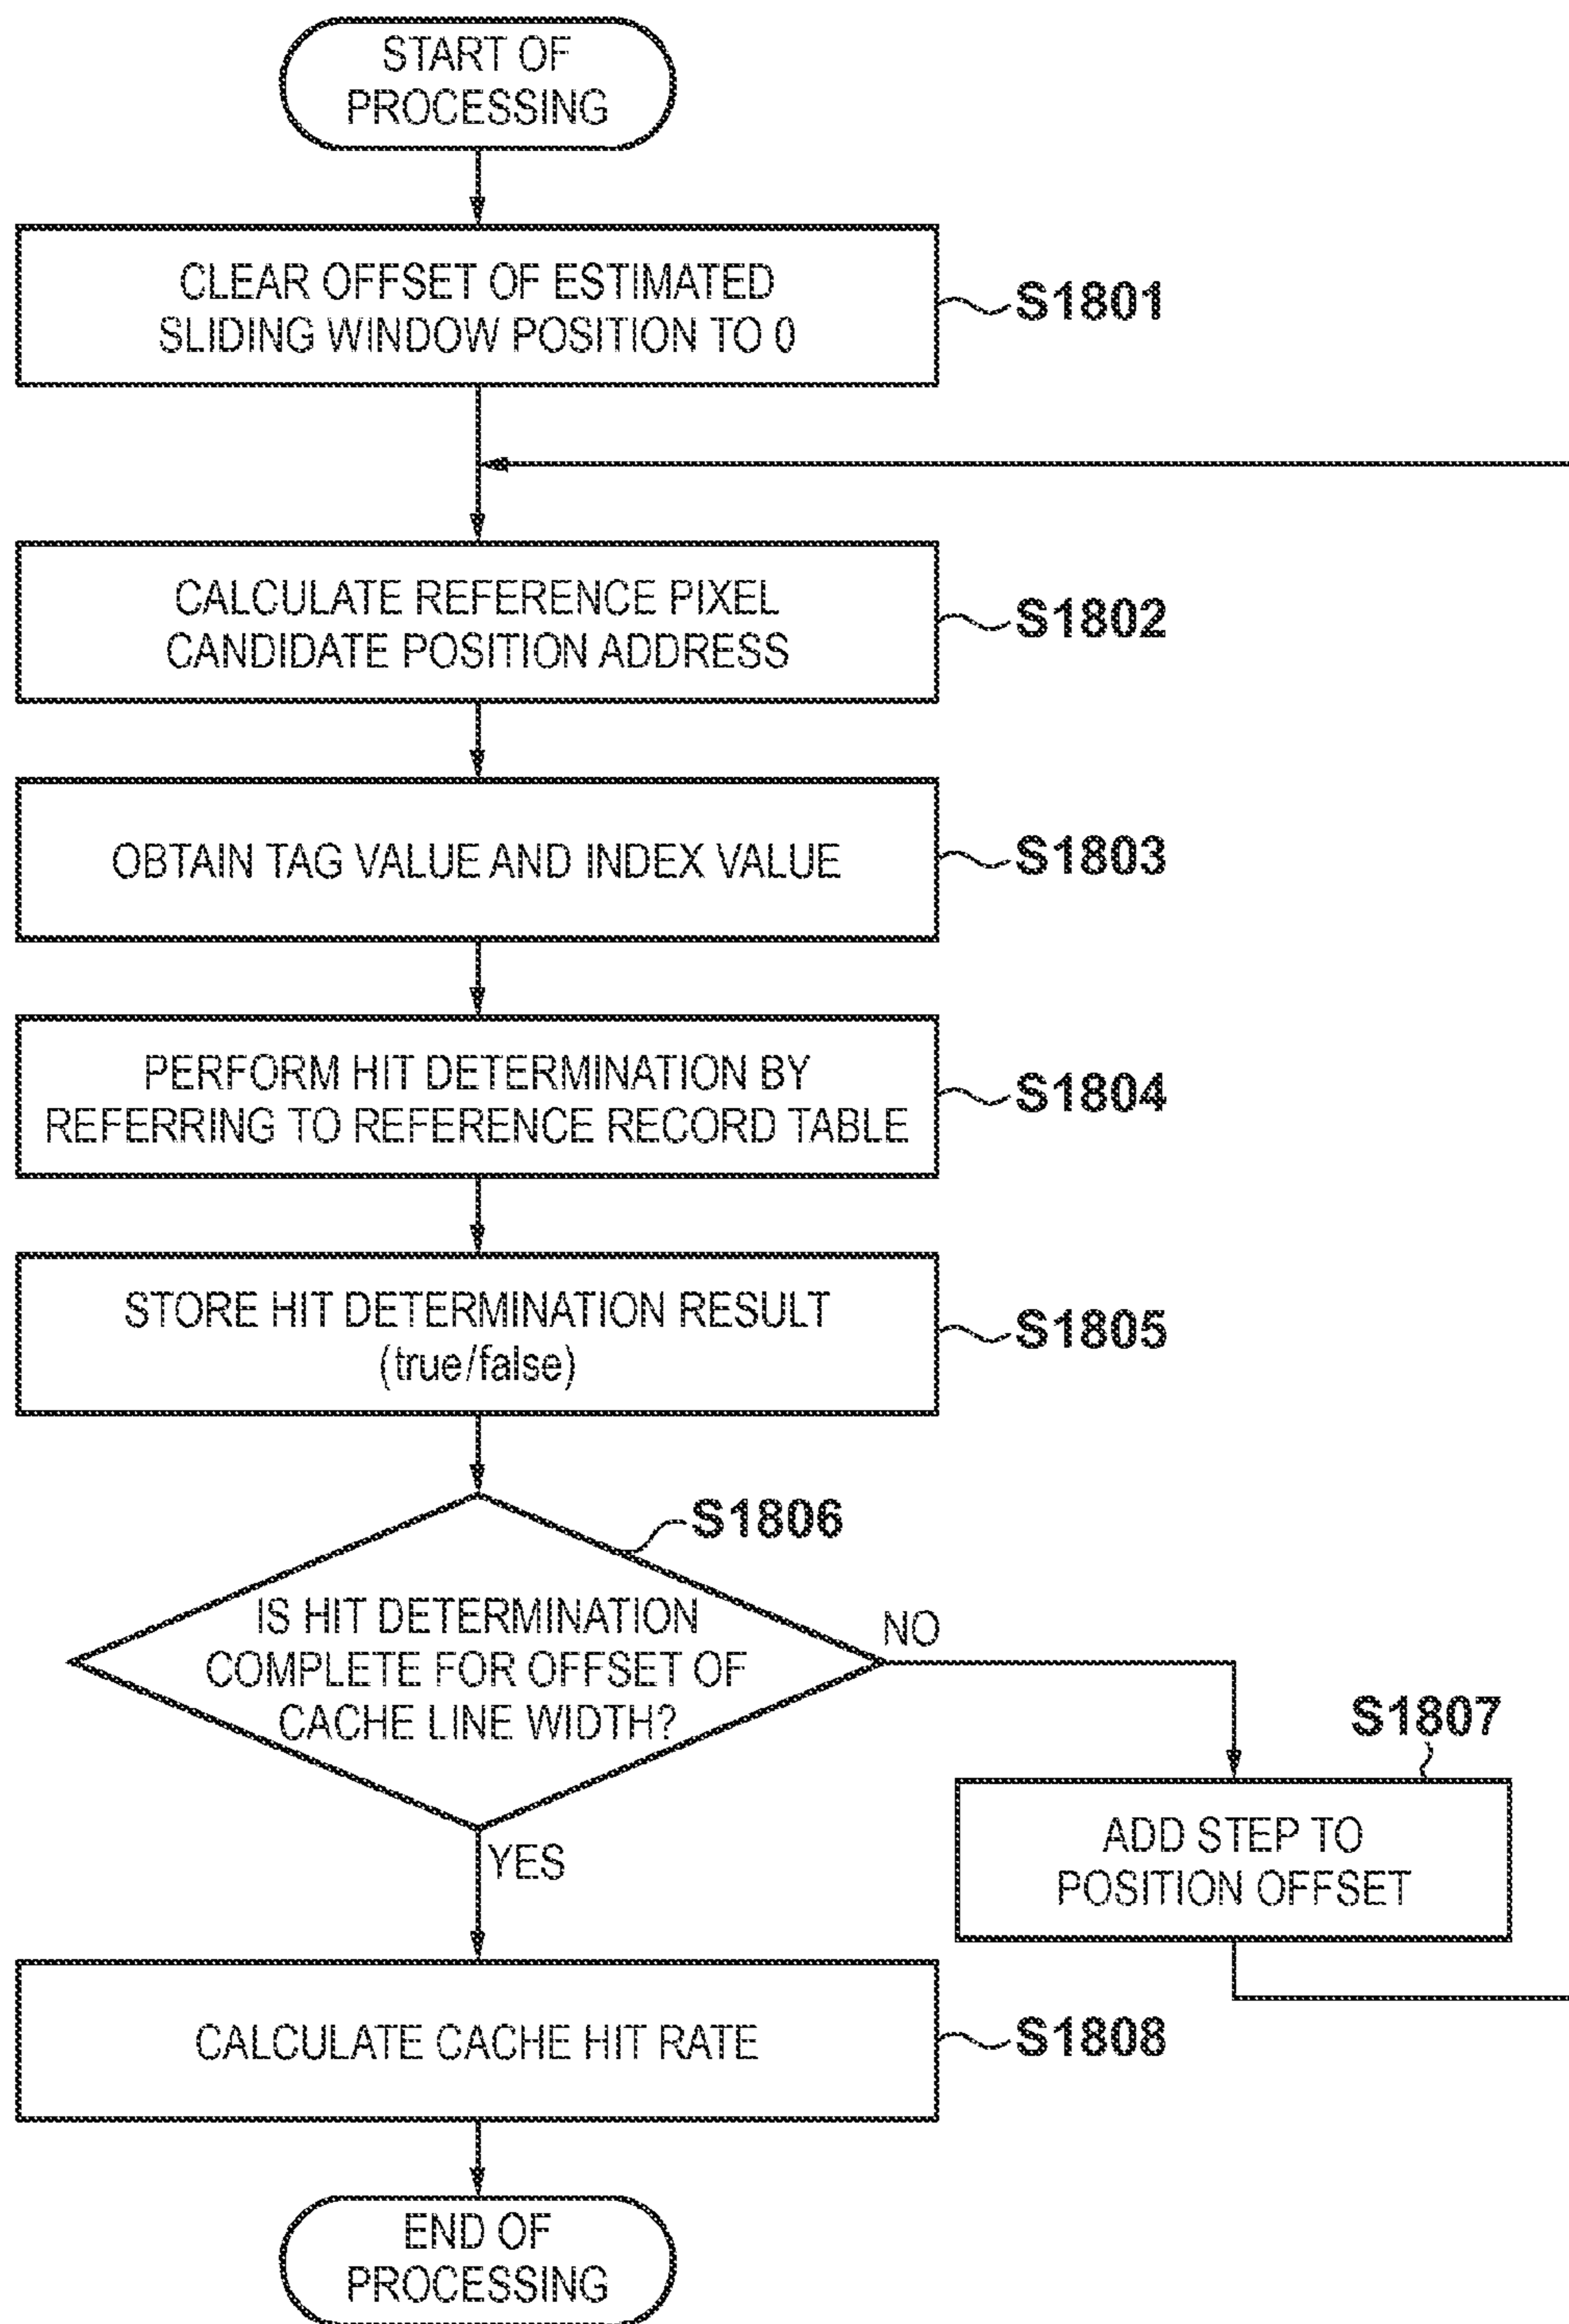 START OF
PROCESSING
CLEAR OFFSET OF ESTIMATED
SLIDING WINDOW POSITION TO 0
S1801
CALCULATE REFERENCE PIXEL
CANDIDATE POSITION ADDRESS
S1802
OBTAIN TAG VALUE AND INDEX VALUE
S1803
PERFORM HIT DETERMINATION BY
REFERRING TO REFERENCE RECORD TABLE
S1804
STORE HIT DETERMINATION RESULT
(true/false)
S1805
S1806
IS HIT DETERMINATION
COMPLETE FOR OFFSET OF
CACHE LINE WIDTH?
NO
S1807
ADD STEP TO
POSITION OFFSET
YES
CALCULATE CACHE HIT RATE
S1808
END OF
PROCESSING